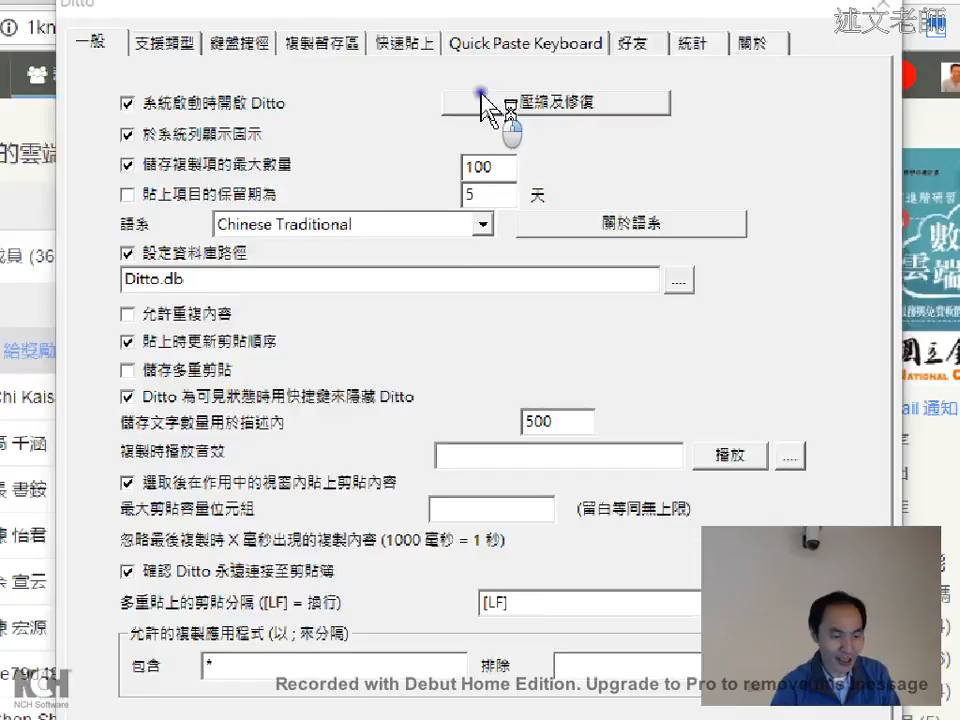 Ditto
述文老師
1kn
一般 支援類型 鍵盤捷徑 複製暫存區 快速貼上 Quick Paste Keyboard 好友 統計 關於
系統啟動時開啟 Ditto
壓縮及修復
於系統列顯示圖示
儲存複製項的最大數量 100
貼上項目的保留期為 5 天
語系 Chinese Traditional 關於語系
設定資料庫路徑
Ditto.db ....
允許重複內容
貼上時更新剪貼順序
儲存多重剪貼
Ditto 為可見狀態時用快捷鍵來隱藏 Ditto
儲存文字數量用於描述內 500
複製時播放音效 播放 ....
選取後在作用中的視窗內貼上剪貼內容
最大剪貼容量位元組 (留白等同無上限)
忽略最後複製時 X 毫秒出現的複製內容 (1000 毫秒 = 1 秒)
確認 Ditto 永遠連接至剪貼簿
多重貼上的剪貼分隔 ([LF] = 換行) [LF]
允許的複製應用程式 (以 ; 來分隔)
包含 * 排除
的雲端
成員 (36
給獎勵
Chi Kais
千涵
書銨
怡君
宣云
宏源
e79d49
數
雲端
國立
NATIONAL C
ail 通知
NCH
NCH Software
Recorded with Debut Home Edition. Upgrade to Pro to remove this message